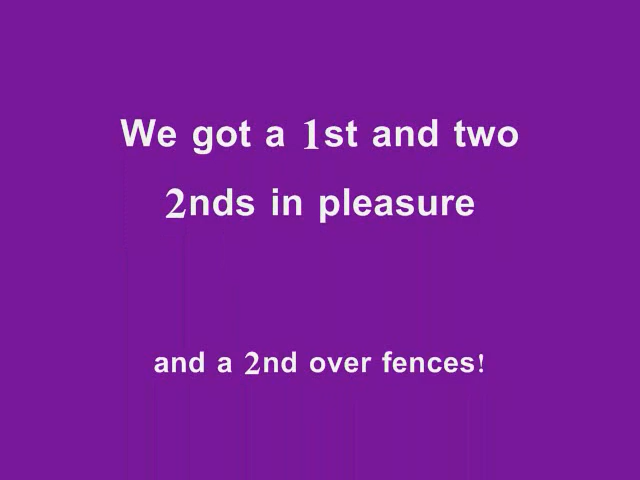 We got a 1st and two
2nds in pleasure
and a 2nd over fences!